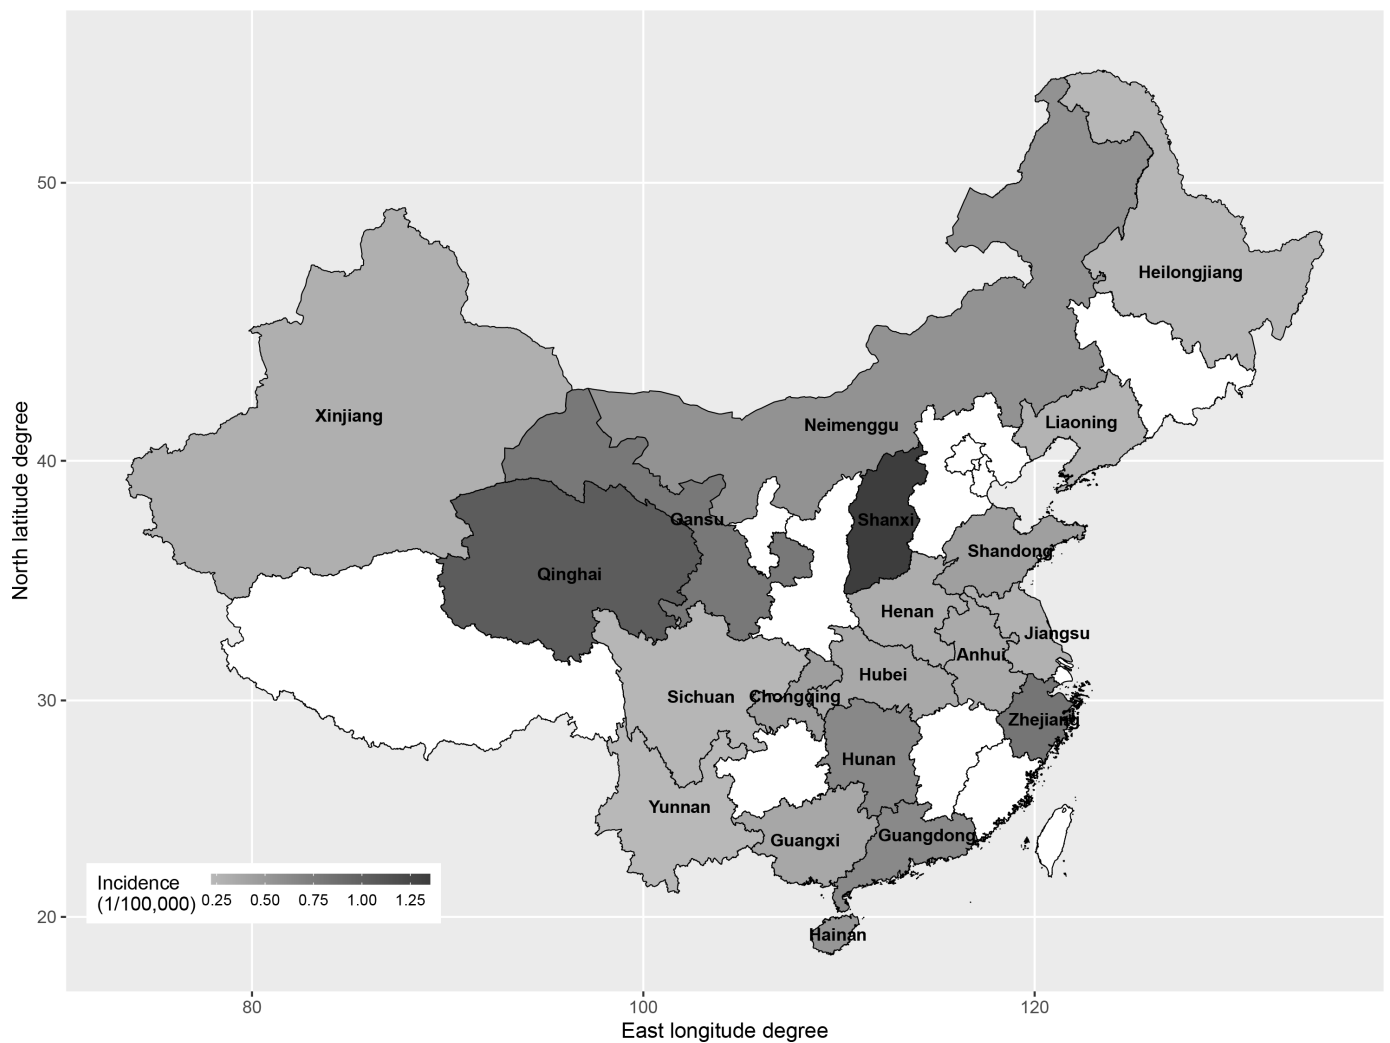 50
Heilongjiang
Xinjiang
Neimenggu
Liaoning
40
Gansu
Shanxi
Shandong
Qinghai
Henan
Jiangsu
Anhui
Hubei
Sichuan
Chongqing
30
Zhejiang
Hunan
Yunnan
Guangxi
Guangdong
Hainan
20
North latitude degree
Incidence
(1/100,000)
0.25 0.50 0.75 1.00 1.25
80 100 120
East longitude degree